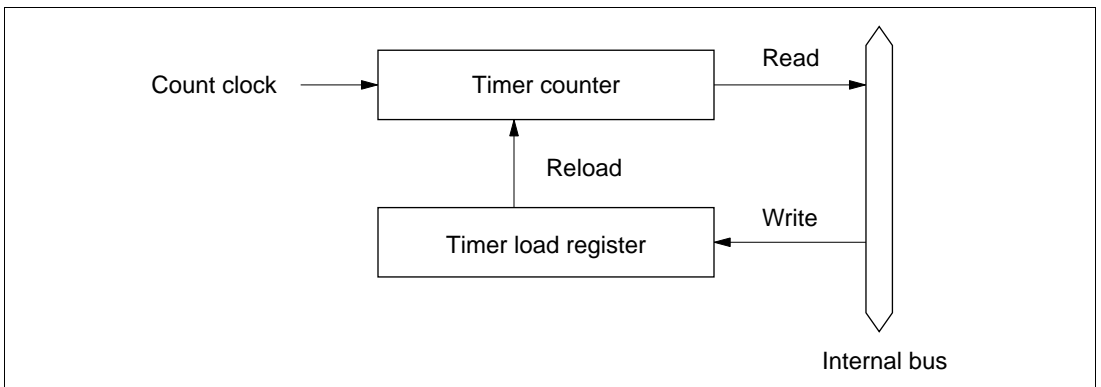 Read
Count clock
Timer counter
Reload
Write
Timer load register
Internal bus